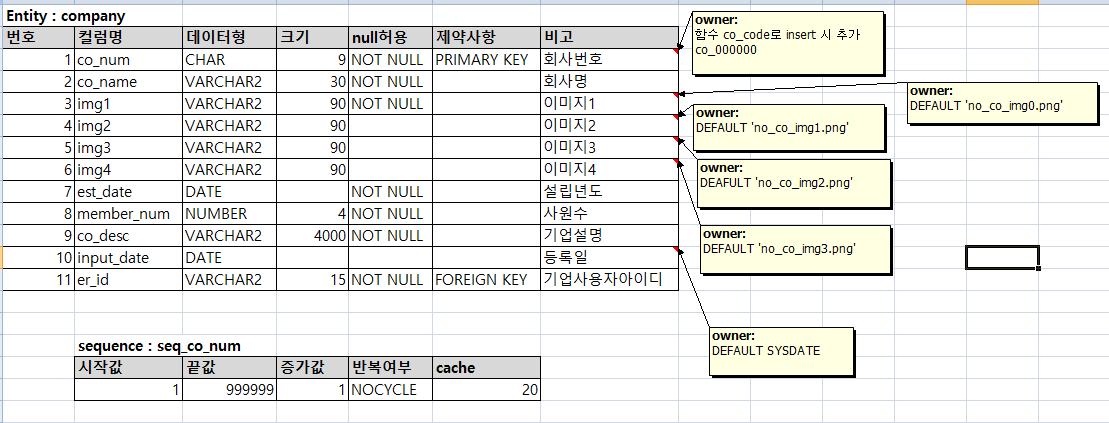 Entity : company
번호 컬럼명 데이터형 크기 null허용 제약사항 비고
1 co_num CHAR 9 NOT NULL PRIMARY KEY 회사번호
2 co_name VARCHAR2 30 NOT NULL 회사명
3 img1 VARCHAR2 90 NOT NULL 이미지1
4 img2 VARCHAR2 90 이미지2
5 img3 VARCHAR2 90 이미지3
6 img4 VARCHAR2 90 이미지4
7 est_date DATE NOT NULL 설립년도
8 member_num NUMBER 4 NOT NULL 사원수
9 co_desc VARCHAR2 4000 NOT NULL 기업설명
10 input_date DATE 등록일
11 er_id VARCHAR2 15 NOT NULL FOREIGN KEY 기업사용자아이디
owner:
함수 co_code로 insert 시 추가
co_000000
owner:
DEFAULT 'no_co_img0.png'
owner:
DEFAULT 'no_co_img1.png'
owner:
DEAFULT 'no_co_img2.png'
owner:
DEFAULT 'no_co_img3.png'
owner:
DEFAULT SYSDATE
sequence : seq_co_num
시작값 끝값 증가값 반복여부 cache
1 999999 1 NOCYCLE 20